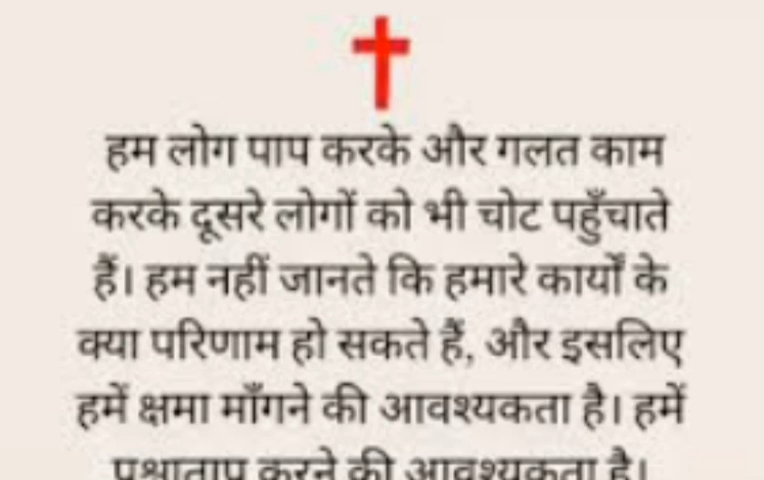 हम लोग पाप करके और गलत काम
करके दूसरे लोगों को भी चोट पहुँचाते
हैं। हम नहीं जानते कि हमारे कार्यों के
क्या परिणाम हो सकते हैं, और इसलिए
हमें क्षमा माँगने की आवश्यकता है। हमें
पश्चाताप करने की आवश्यकता है।